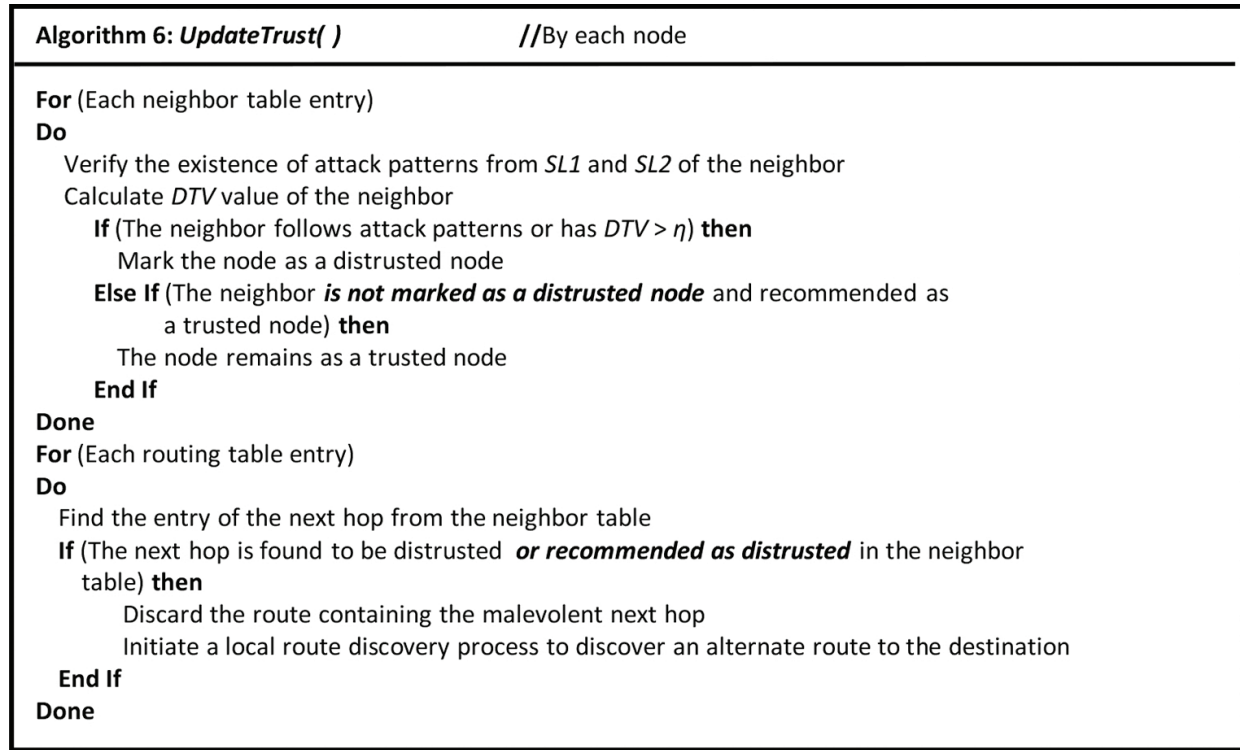 Algorithm 6: UpdateTrust( ) //By each node
For (Each neighbor table entry)
Do
Verify the existence of attack patterns from SL1 and SL2 of the neighbor
Calculate DTV value of the neighbor
If (The neighbor follows attack patterns or has DTV > η) then
Mark the node as a distrusted node
Else If (The neighbor is not marked as a distrusted node and recommended as
a trusted node) then
The node remains as a trusted node
End If
Done
For (Each routing table entry)
Do
Find the entry of the next hop from the neighbor table
If (The next hop is found to be distrusted or recommended as distrusted in the neighbor
table) then
Discard the route containing the malevolent next hop
Initiate a local route discovery process to discover an alternate route to the destination
End If
Done